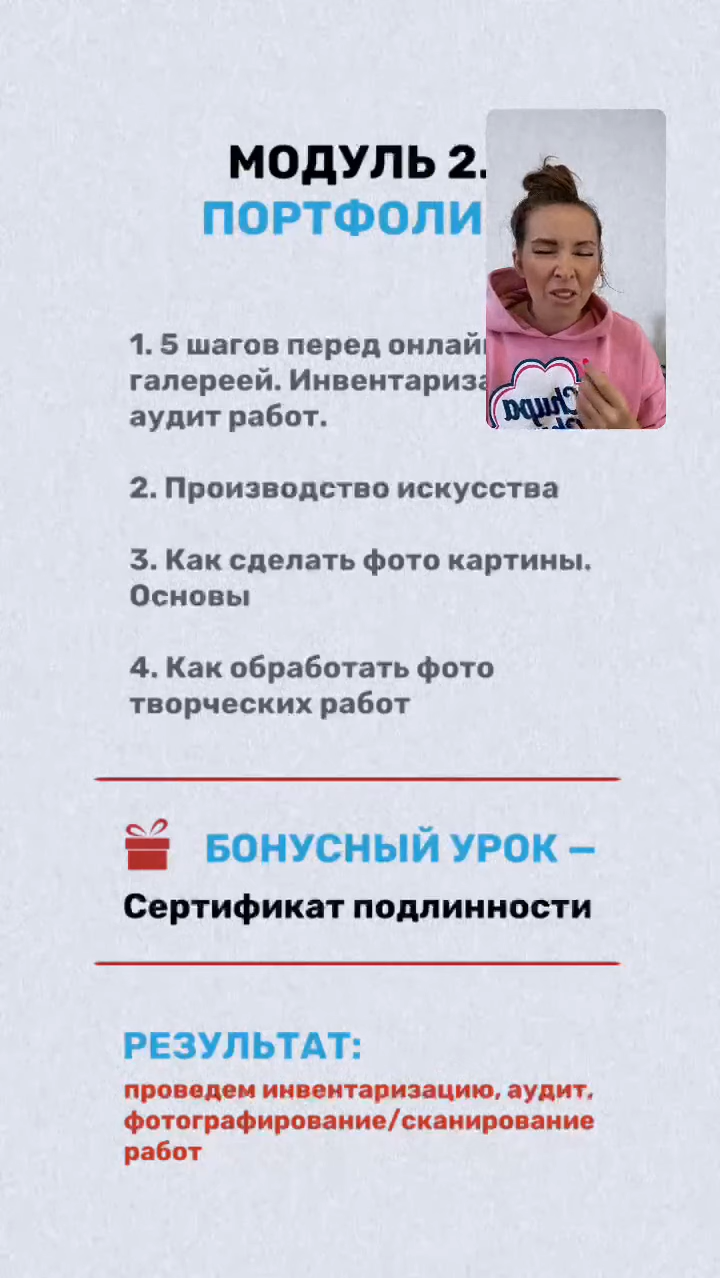 МОДУЛЬ 2.
ПОРТФОЛИ
1. 5 шагов перед онлай
галереей. Инвентариза
аудит работ.
2. Производство искусства
3. Как сделать фото картины.
Основы
4. Как обработать фото
творческих работ
БОНУСНЫЙ УРОК —
Сертификат подлинности
РЕЗУЛЬТАТ:
проведем инвентаризацию, аудит,
фотографирование/сканирование
работ
Chupa